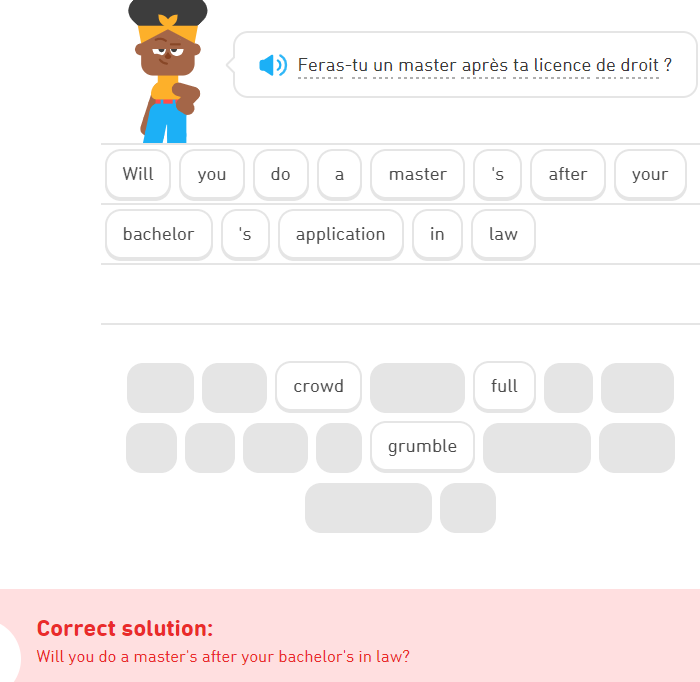 Feras-tu un master après ta licence de droit ?
Will you do a master 's after your
bachelor 's application in law
crowd full
grumble
Correct solution:
Will you do a master's after your bachelor's in law?